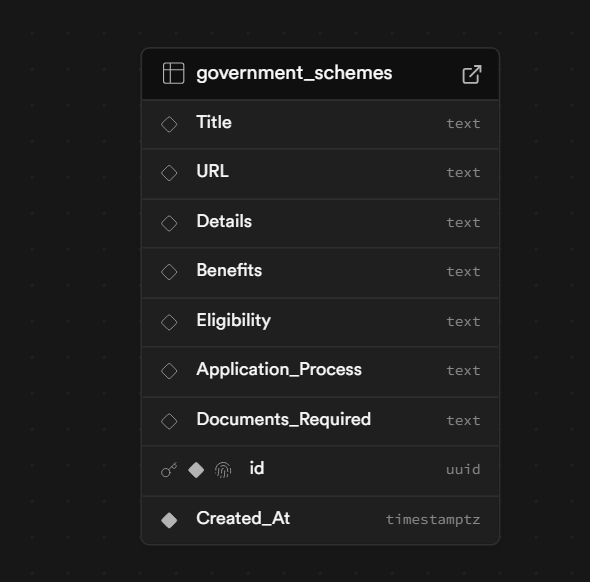 government_schemes
Title text
URL text
Details text
Benefits text
Eligibility text
Application_Process text
Documents_Required text
id uuid
Created_At timestamptz